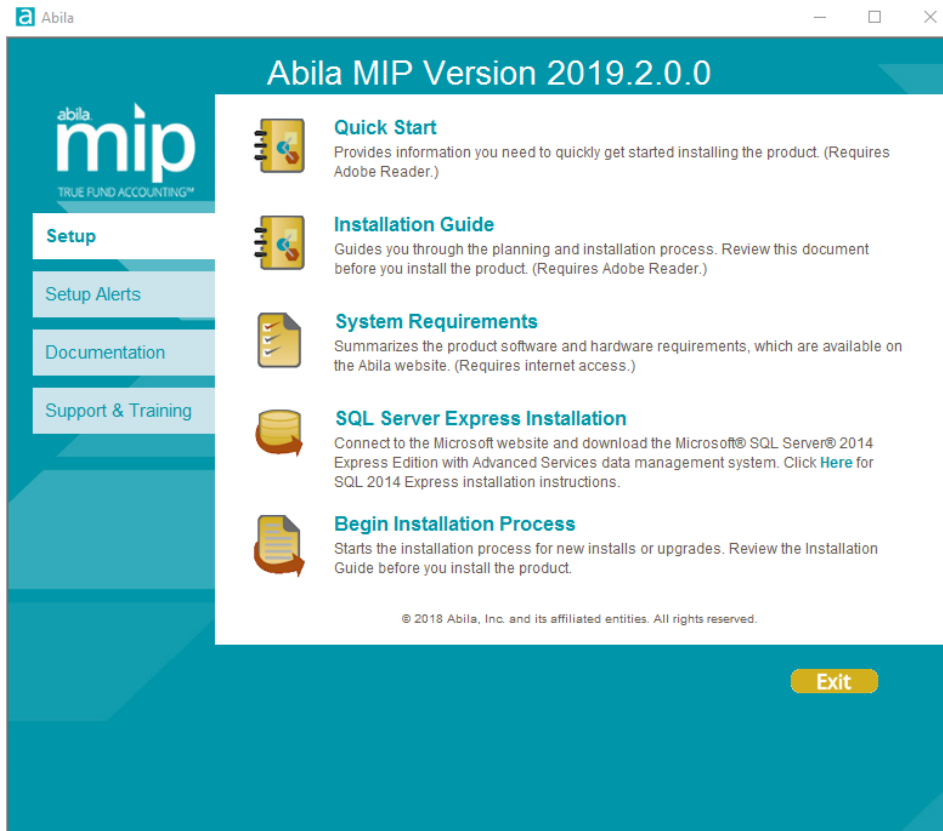 Abila
Abila MIP Version 2019.2.0.0
abila
mip
TRUE FUND ACCOUNTING™
Setup
Setup Alerts
Documentation
Support & Training
Quick Start
Provides information you need to quickly get started installing the product. (Requires
Adobe Reader.)
Installation Guide
Guides you through the planning and installation process. Review this document
before you install the product. (Requires Adobe Reader.)
System Requirements
Summarizes the product software and hardware requirements, which are available on
the Abila website. (Requires internet access.)
SQL Server Express Installation
Connect to the Microsoft website and download the Microsoft® SQL Server® 2014
Express Edition with Advanced Services data management system. Click Here for
SQL 2014 Express installation instructions.
Begin Installation Process
Starts the installation process for new installs or upgrades. Review the Installation
Guide before you install the product.
© 2018 Abila, Inc. and its affiliated entities. All rights reserved.
Exit